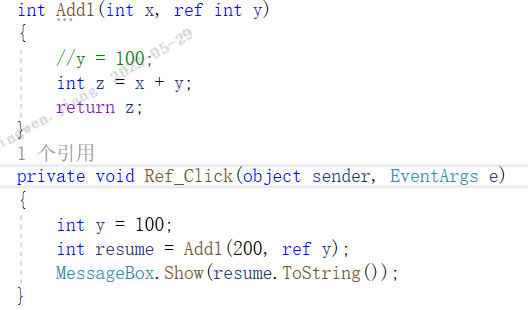 int Add1(int x, ref int y)
{
//y = 100;
int z = x + y;
return z;
}
1 个引用
private void Ref_Click(object sender, EventArgs e)
{
int y = 100;
int resume = Add1(200, ref y);
MessageBox.Show(resume.ToString());
}